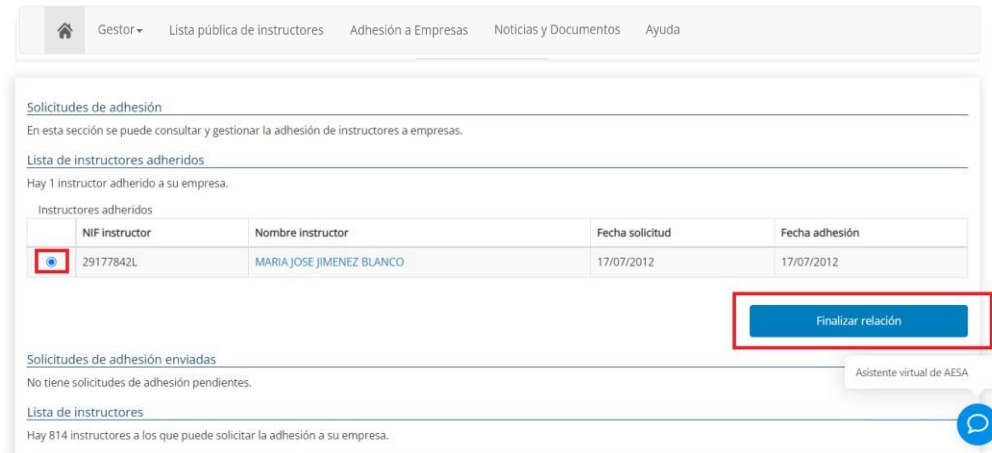 Gestor Lista pública de instructores Adhesión a Empresas Noticias y Documentos Ayuda
Solicitudes de adhesión
En esta sección se puede consultar y gestionar la adhesión de instructores a empresas.
Lista de instructores adheridos
Hay 1 instructor adherido a su empresa.
Instructores adheridos
NIF instructor Nombre instructor Fecha solicitud Fecha adhesión
29177842L MARIA JOSE JIMENEZ BLANCO 17/07/2012 17/07/2012
Finalizar relación
Solicitudes de adhesión enviadas
Asistente virtual de AESA
No tiene solicitudes de adhesión pendientes.
Lista de instructores
Hay 814 instructores a los que puede solicitar la adhesión a su empresa.